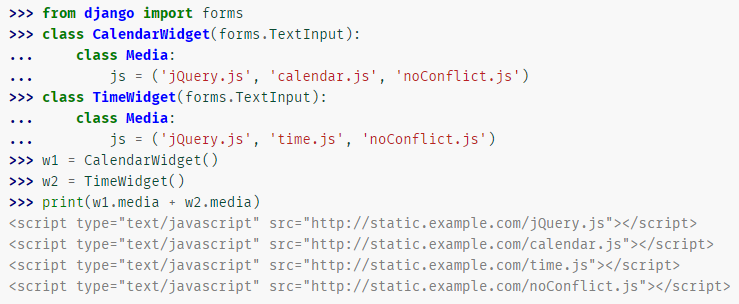 >>> from django import forms
>>> class CalendarWidget(forms.TextInput):
...     class Media:
...         js = ('jQuery.js', 'calendar.js', 'noConflict.js')
>>> class TimeWidget(forms.TextInput):
...     class Media:
...         js = ('jQuery.js', 'time.js', 'noConflict.js')
>>> w1 = CalendarWidget()
>>> w2 = TimeWidget()
>>> print(w1.media + w2.media)
<script type="text/javascript" src="http://static.example.com/jQuery.js"></script>
<script type="text/javascript" src="http://static.example.com/calendar.js"></script>
<script type="text/javascript" src="http://static.example.com/time.js"></script>
<script type="text/javascript" src="http://static.example.com/noConflict.js"></script>